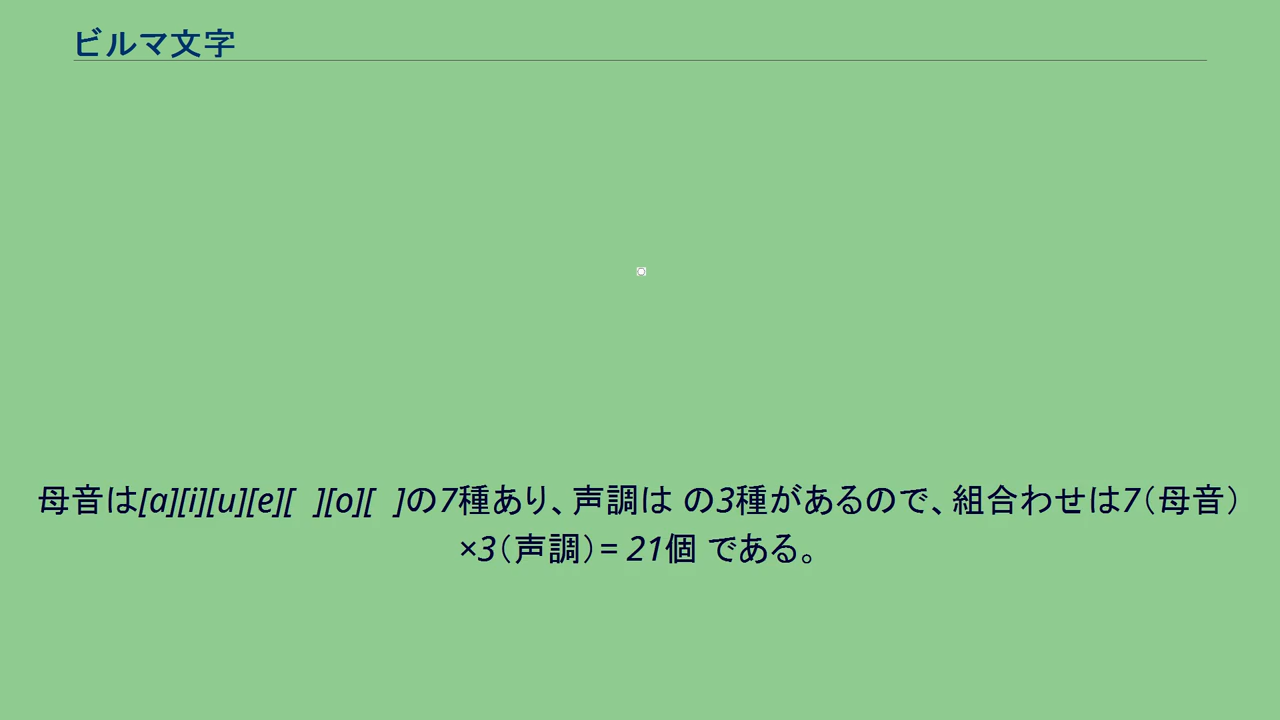 ビルマ文字
母音は[a][i][u][e][  ][o][  ]の7種あり、声調は の3種があるので、組合わせは7（母音）
×3（声調）= 21個 である。